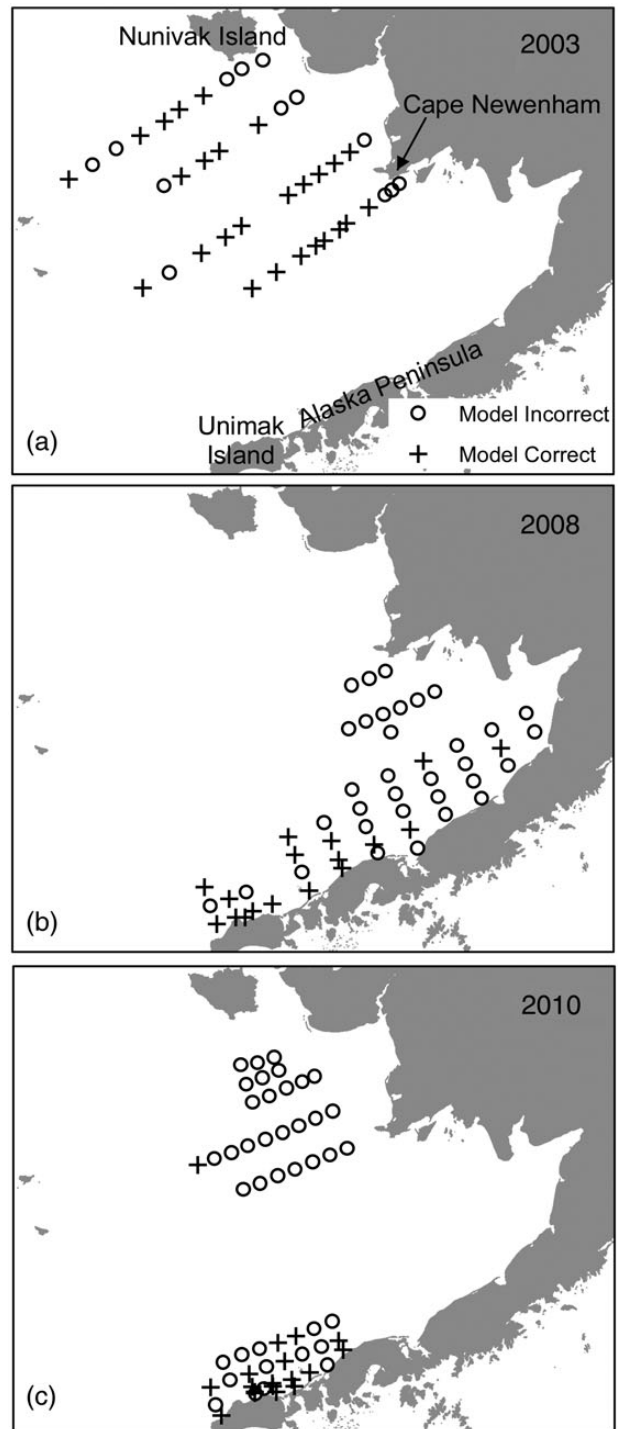 Nunivak Island
2003
Cape Newenham
Alaska Peninsula
Unimak
Island
Model Incorrect
Model Correct
(a)
2008
(b)
2010
(c)